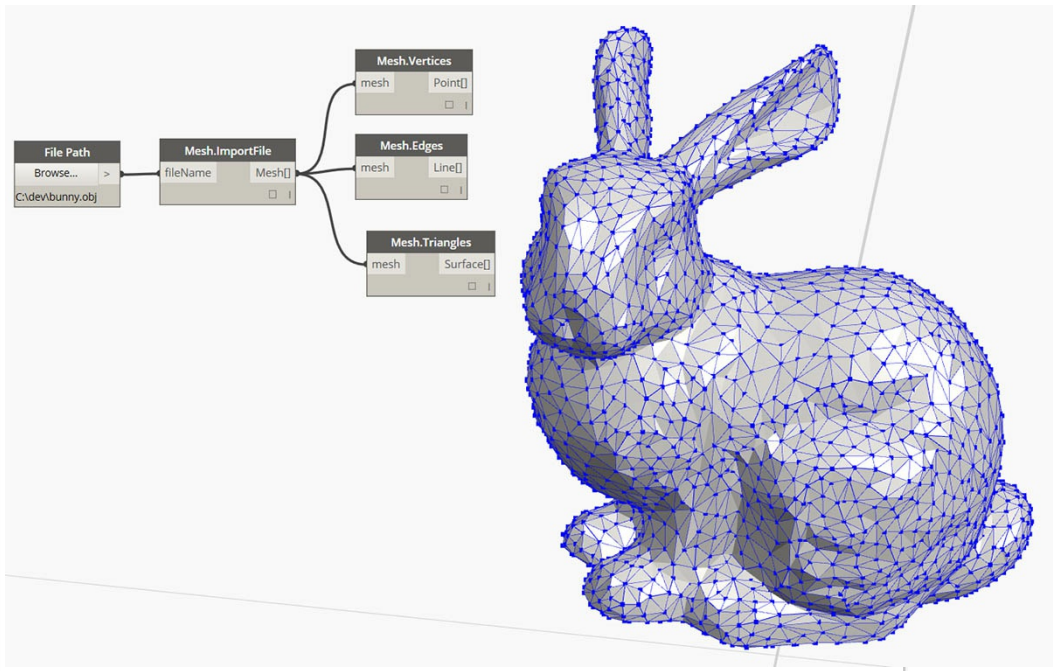 File Path
Browse... >
C:\dev\bunny.obj
Mesh.ImportFile
fileName Mesh[]
Mesh.Vertices
mesh Point[]
Mesh.Edges
mesh Line[]
Mesh.Triangles
mesh Surface[]